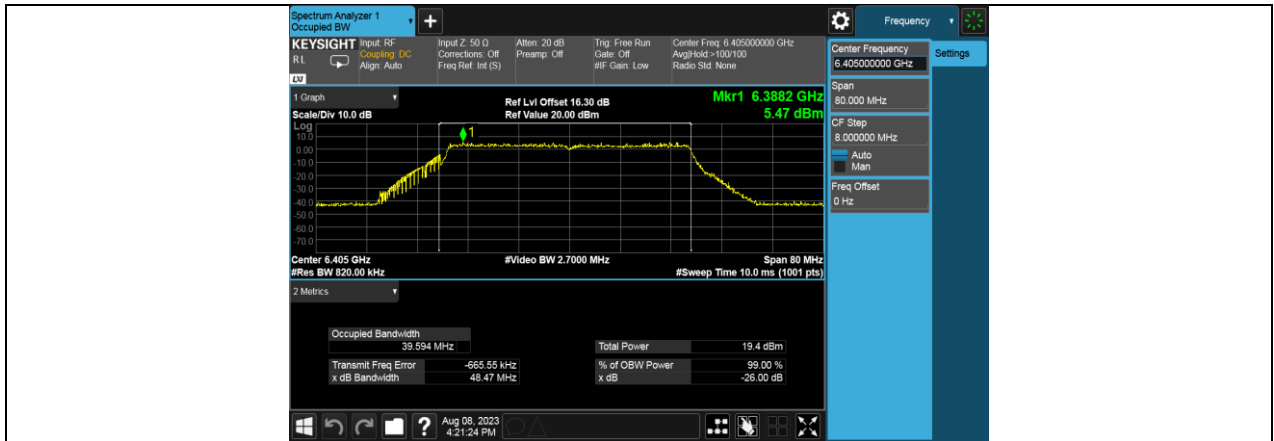 Spectrum Analyzer 1
Occupied BW
+
Frequency
KEYSIGHT
RL
LXI
Input: RF
Coupling: DC
Align: Auto
Input Z: 50 Ω
Corrections: Off
Freq Ref: Int (S)
Atten: 20 dB
Preamp: Off
Trig: Free Run
Gate: Off
#IF Gain: Low
Center Freq: 6.405000000 GHz
Avg|Hold:>100/100
Radio Std: None
Center Frequency
6.405000000 GHz
Settings
Span
80.000 MHz
CF Step
8.000000 MHz
Auto
Man
Freq Offset
0 Hz
1 Graph
Scale/Div 10.0 dB
Ref Lvl Offset 16.30 dB
Ref Value 20.00 dBm
Mkr1 6.3882 GHz
5.47 dBm
Log
1
10.0
0.00
-10.0
-20.0
-30.0
-40.0
-50.0
-60.0
-70.0
Center 6.405 GHz
#Res BW 820.00 kHz
#Video BW 2.7000 MHz
Span 80 MHz
#Sweep Time 10.0 ms (1001 pts)
2 Metrics
Occupied Bandwidth
39.594 MHz
Total Power 19.4 dBm
Transmit Freq Error -665.55 kHz
% of OBW Power 99.00 %
x dB Bandwidth 48.47 MHz
x dB -26.00 dB
?
Aug 08, 2023
4:21:24 PM